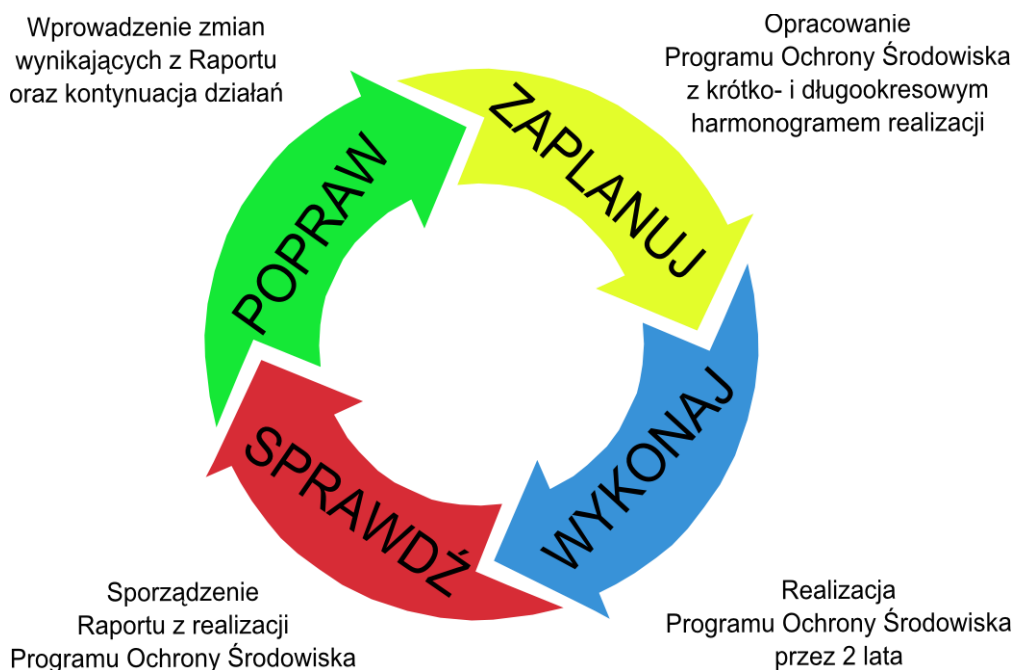 Wprowadzenie zmian
wynikających z Raportu
oraz kontynuacja działań
Opracowanie
Programu Ochrony Środowiska
z krótko- i długookresowym
harmonogramem realizacji
ZAPLANUJ
POPRAW
WYKONAJ
SPRAWDŹ
Sporządzenie
Raportu z realizacji
Programu Ochrony Środowiska
Realizacja
Programu Ochrony Środowiska
przez 2 lata